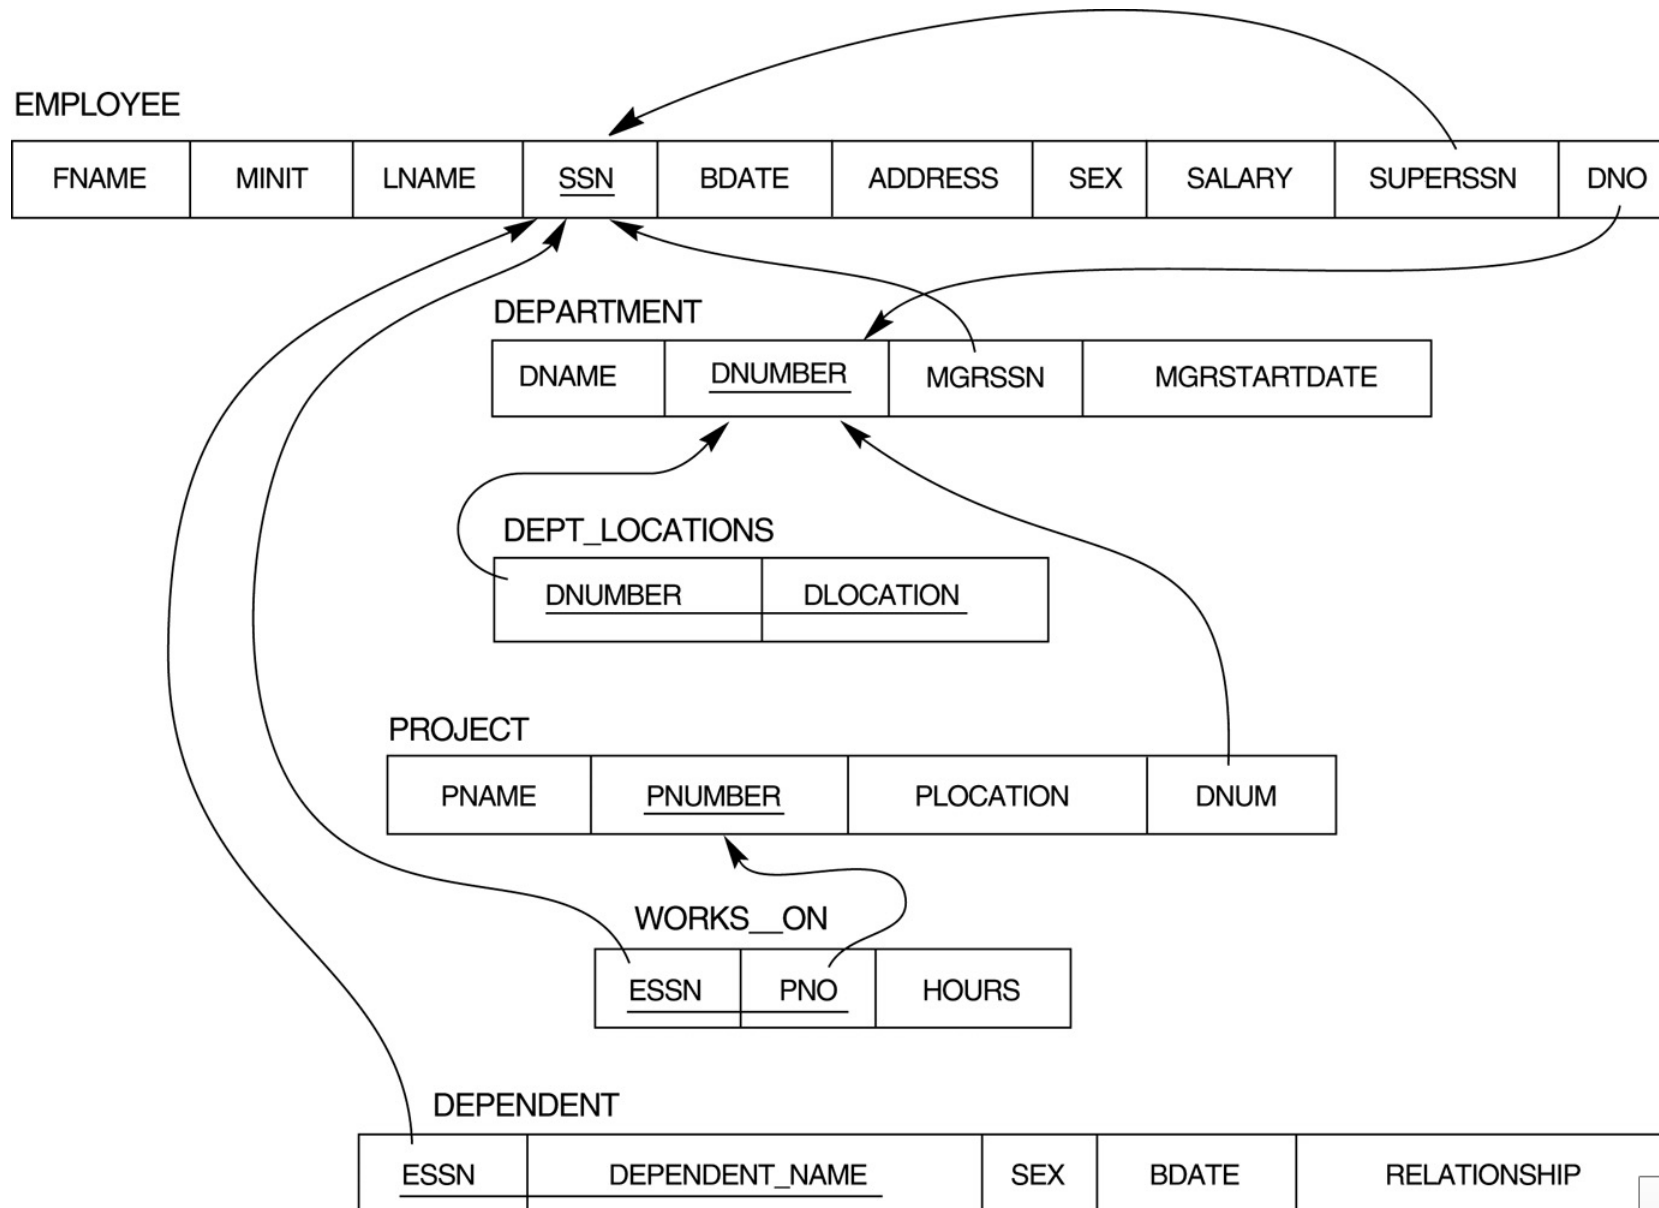 EMPLOYEE
FNAME MINIT LNAME SSN BDATE ADDRESS SEX SALARY SUPERSSN DNO
DEPARTMENT
DNAME DNUMBER MGRSSN MGRSTARTDATE
DEPT_LOCATIONS
DNUMBER DLOCATION
PROJECT
PNAME PNUMBER PLOCATION DNUM
WORKS__ON
ESSN PNO HOURS
DEPENDENT
ESSN DEPENDENT_NAME SEX BDATE RELATIONSHIP